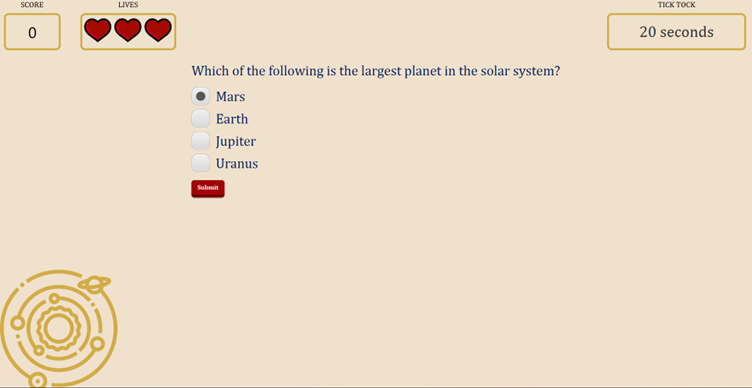 SCORE
LIVES
TICK TOCK
0
20 seconds
Which of the following is the largest planet in the solar system?
Mars
Earth
Jupiter
Uranus
Submit